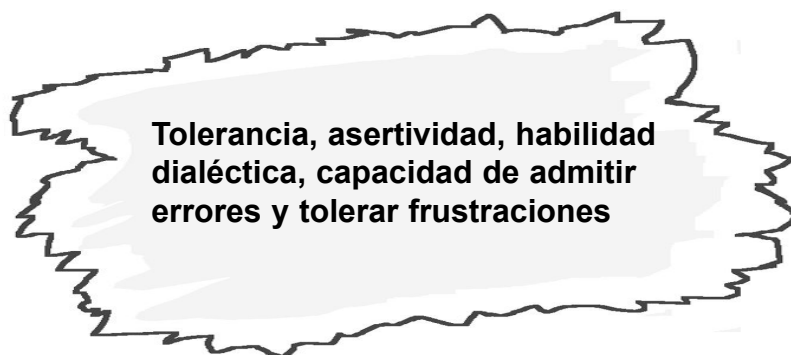 Tolerancia, asertividad, habilidad
dialéctica, capacidad de admitir
errores y tolerar frustraciones